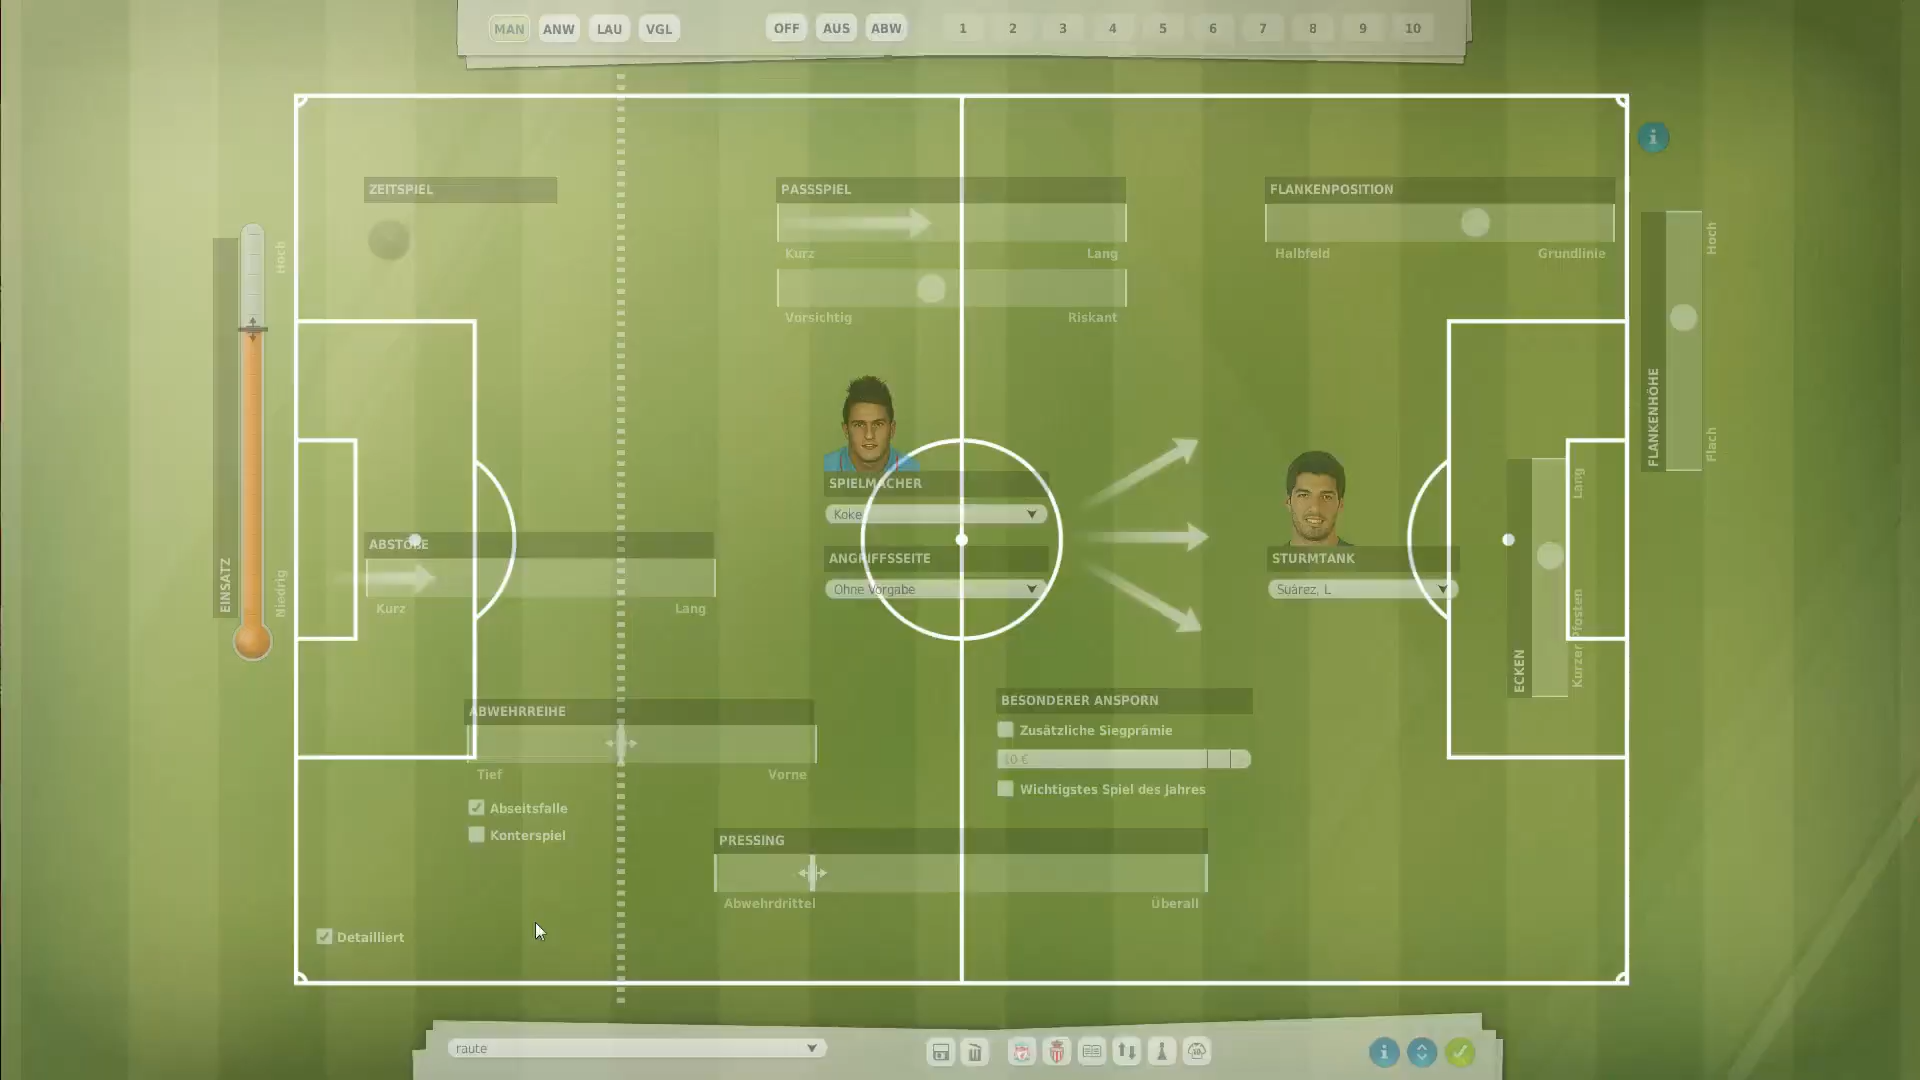 MAN ANW LAU VGL OFF AUS ABW 1 2 3 4 5 6 7 8 9 10
ZEITSPIEL
PASSSPIEL
Kurz Lang
Vorsichtig Riskant
FLANKENPOSITION
Halbfeld Grundlinie
EINSATZ
Hoch
Niedrig
FLANKENHÖHE
Hoch
Flach
SPIELMACHER
Koke
ANGRIFFSSEITE
Ohne Vorgabe
STURMTANK
Suárez, L
ABSTÖßE
Kurz Lang
ECKEN
Lang
Kurzer Pfosten
ABWEHRREIHE
Tief Vorne
Abseitsfalle
Konterspiel
BESONDERER ANSPORN
Zusätzliche Siegprämie
10 €
Wichtigstes Spiel des Jahres
PRESSING
Abwehrdrittel Überall
Detailliert
raute